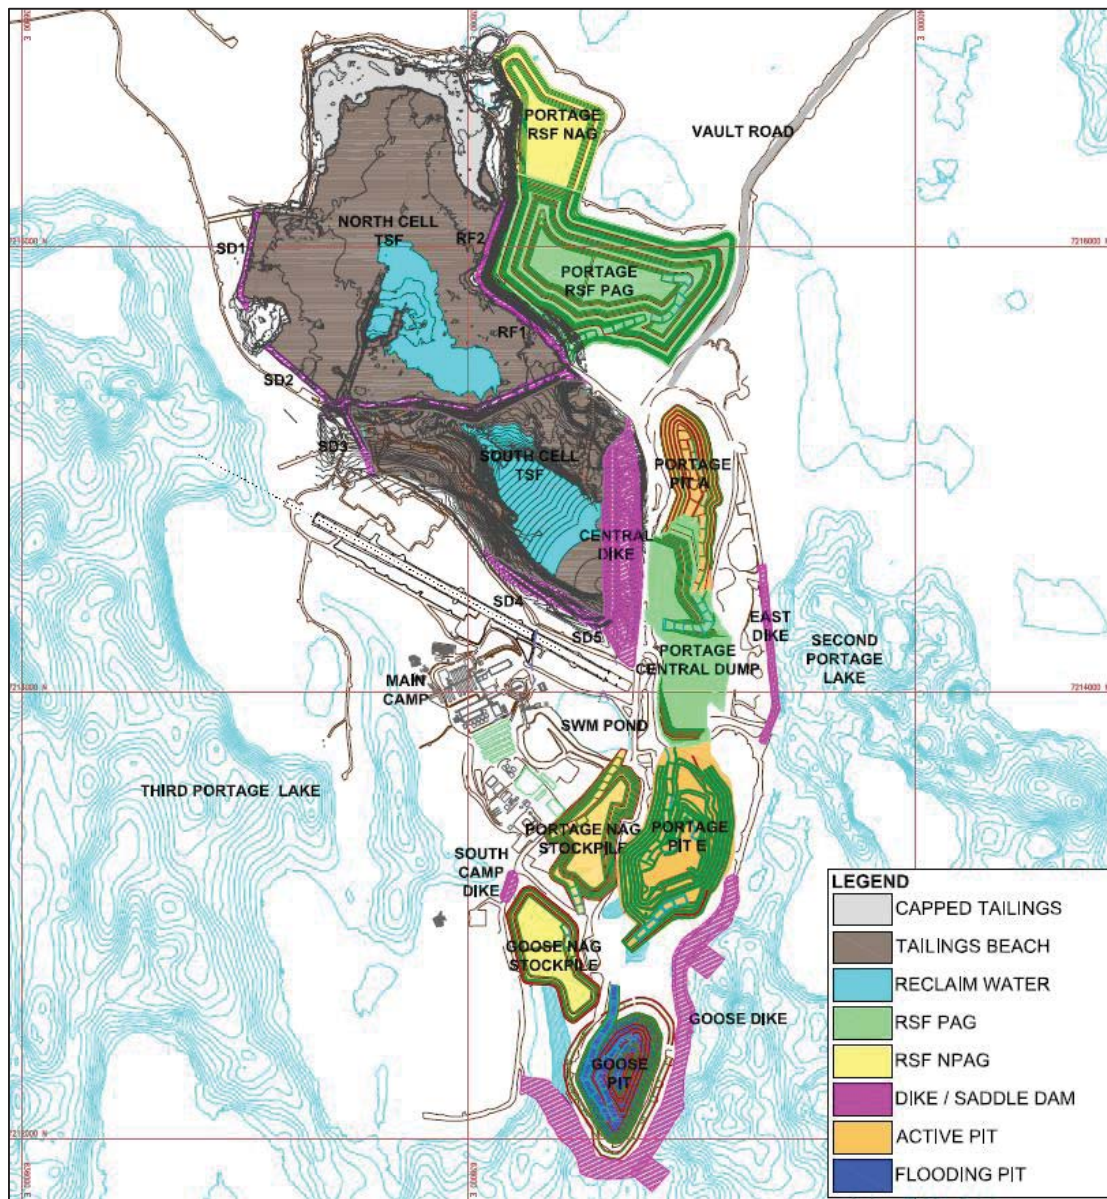 PORTAGE
RSF NAG
VAULT ROAD
NORTH CELL
TSF
SD1
RF2
7216000 N
PORTAGE
RSF PAG
RF1
SD2
SD3
SOUTH CELL
TSF
PORTAGE
PIT A
CENTRAL
DIKE
SD4
SD5
EAST
DIKE
SECOND
PORTAGE
LAKE
PORTAGE
CENTRAL DUMP
MAIN
CAMP
7214000 N
SWM POND
THIRD PORTAGE LAKE
PORTAGE NAG
STOCKPILE
PORTAGE
PIT E
SOUTH
CAMP
DIKE
GOOSE NAG
STOCKPILE
GOOSE DIKE
GOOSE
PIT
7212000 N
LEGEND
CAPPED TAILINGS
TAILINGS BEACH
RECLAIM WATER
RSF PAG
RSF NPAG
DIKE / SADDLE DAM
ACTIVE PIT
FLOODING PIT